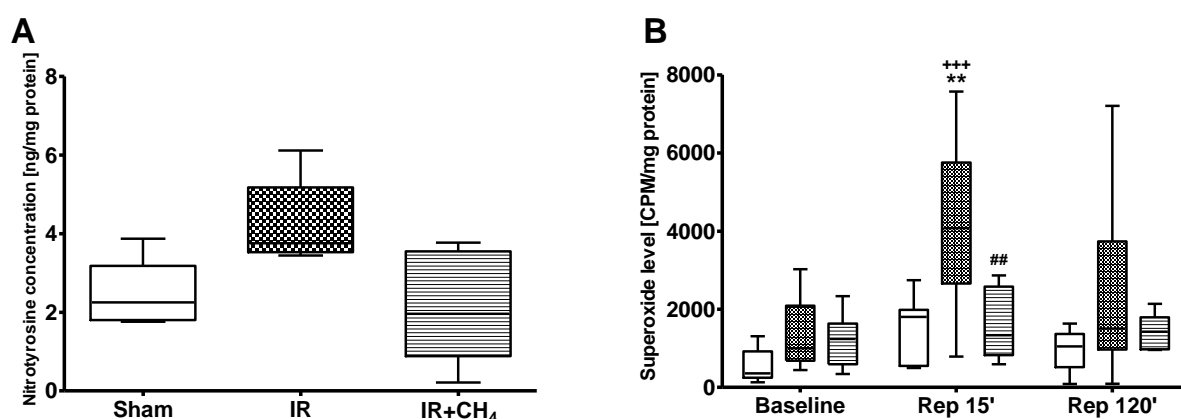 A
Nitrotyrosine concentration [ng/mg protein]
8
6
4
2
0
Sham
IR
IR+CH₄
B
Superoxide level [CPM/mg protein]
8000
6000
4000
2000
0
+++
**
##
Baseline
Rep 15'
Rep 120'